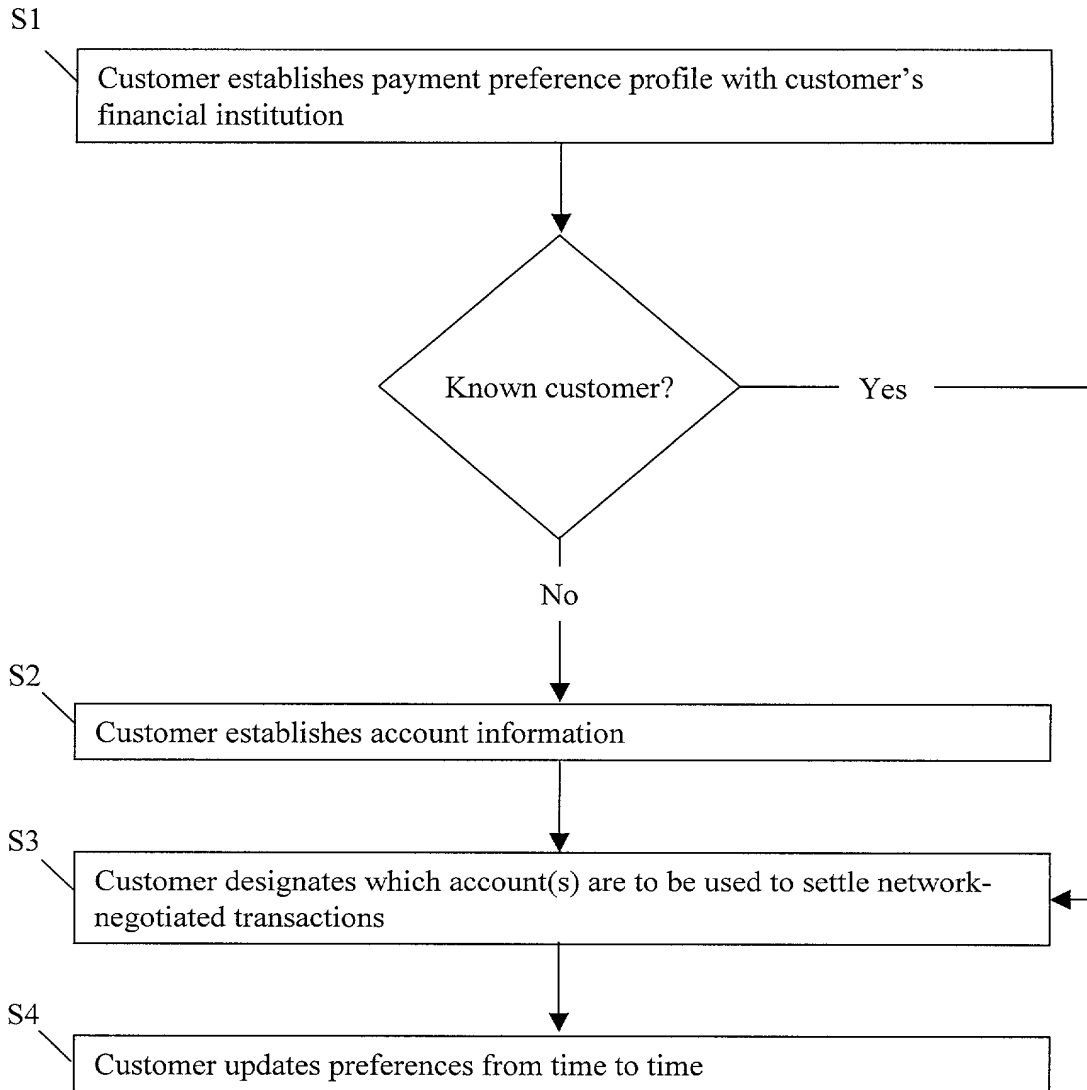 S1
Customer establishes payment preference profile with customer's
financial institution
Known customer?
Yes
No
S2
Customer establishes account information
S3
Customer designates which account(s) are to be used to settle network-
negotiated transactions
S4
Customer updates preferences from time to time